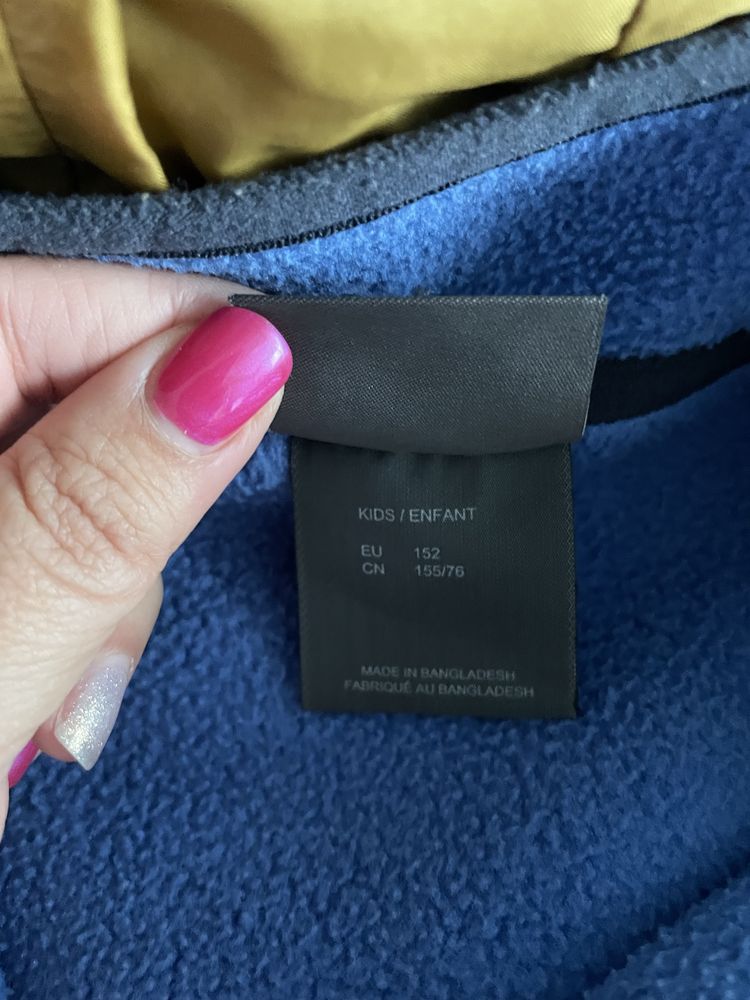 KIDS / ENFANT
EU 152
CN 155/76
MADE IN BANGLADESH
FABRIQUÉ AU BANGLADESH